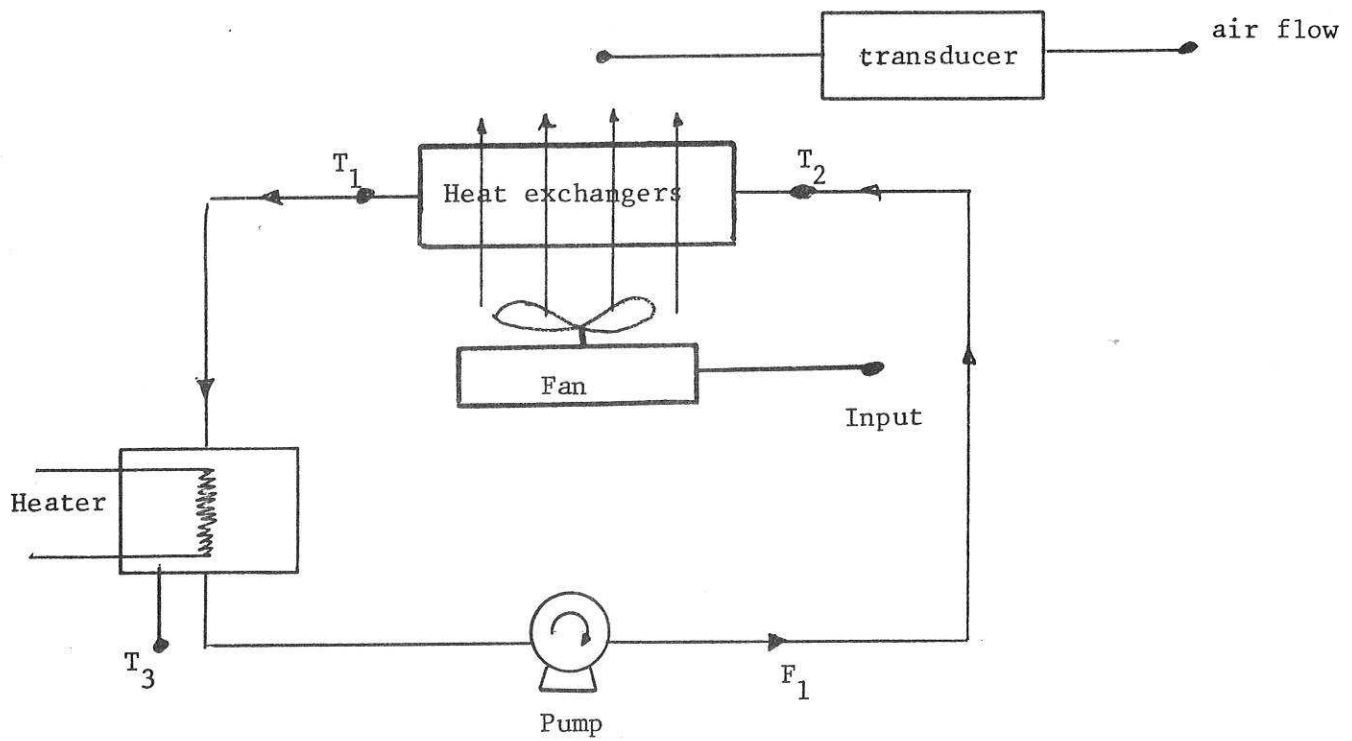 air flow
transducer
T1
T2
Heat exchangers
Fan
Input
Heater
T3
F1
Pump